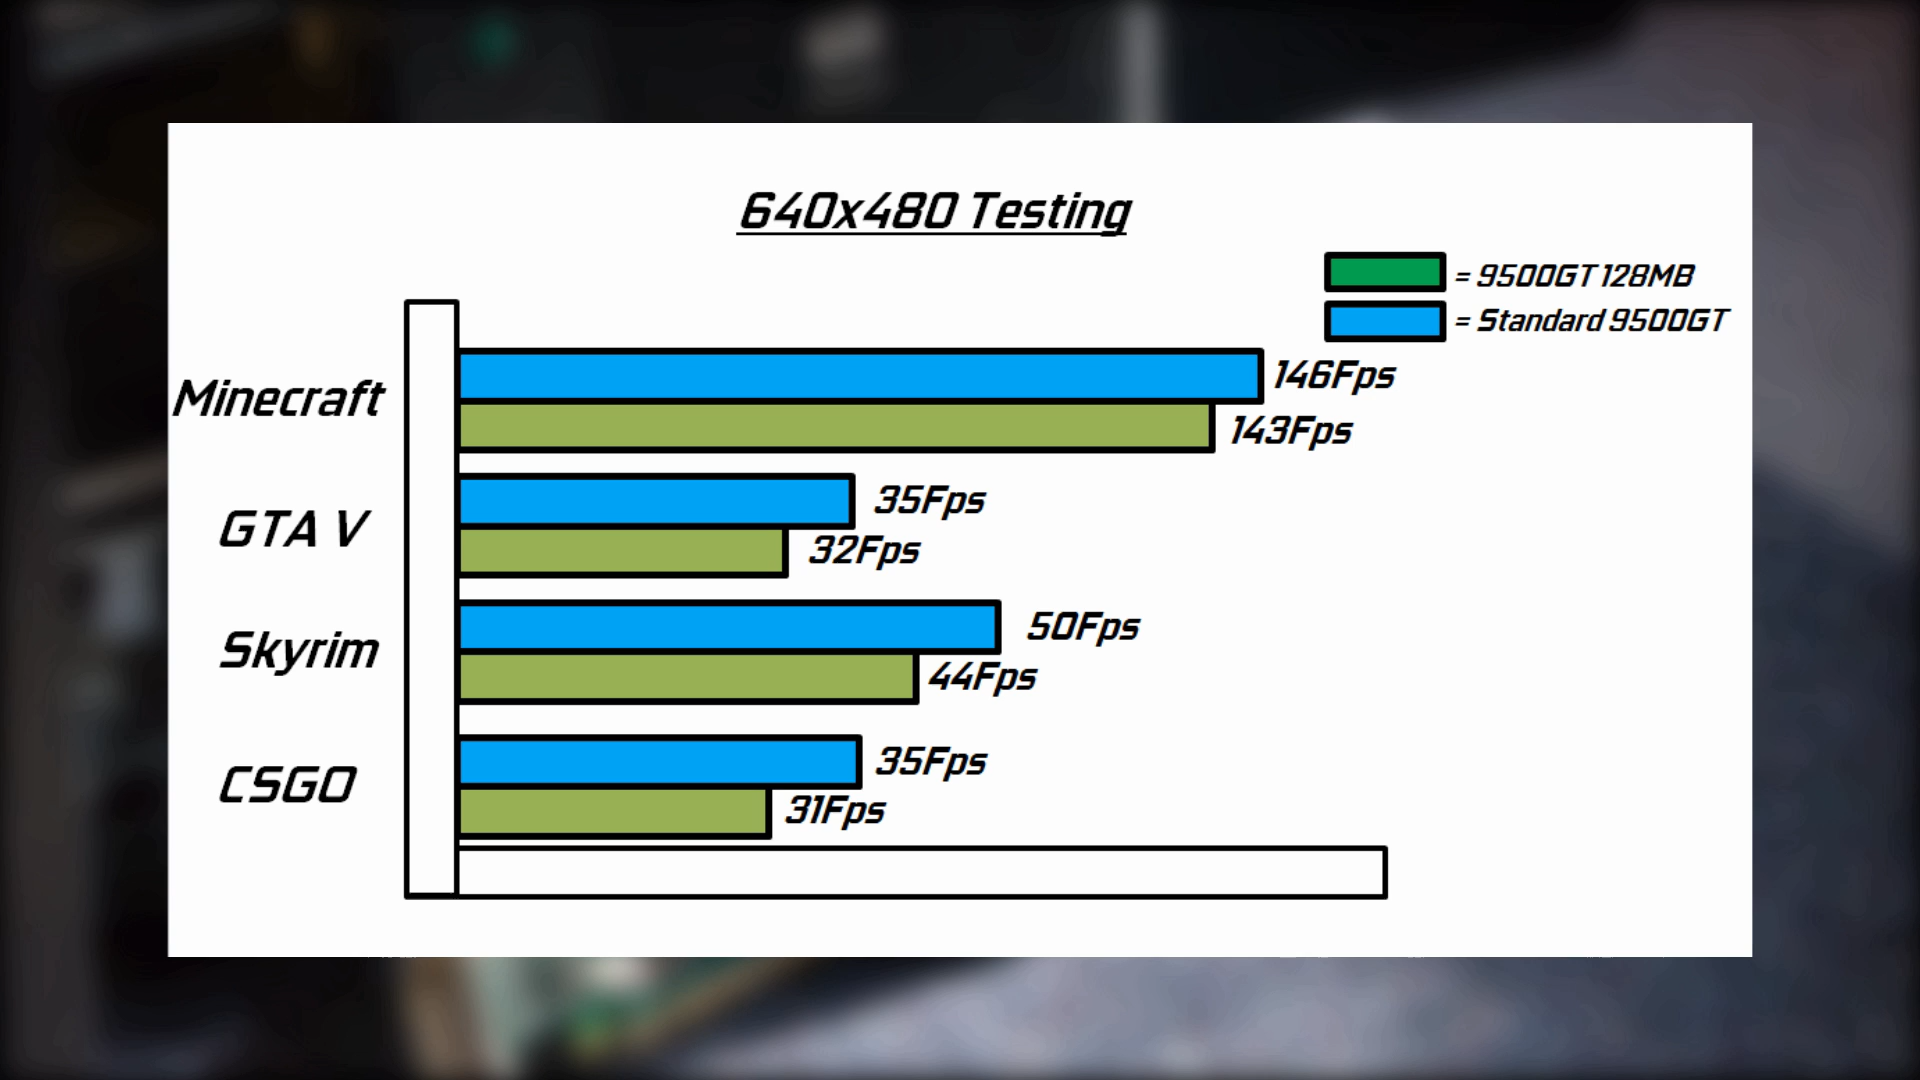 640x480 Testing
= 9500GT 128MB
= Standard 9500GT
Minecraft
146Fps
143Fps
GTA V
35Fps
32Fps
Skyrim
50Fps
44Fps
CSGO
35Fps
31Fps